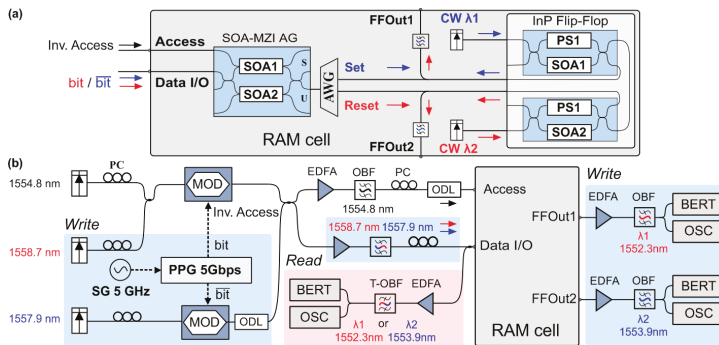 (a)
Inv. Access
Access
bit / bit
Data I/O
SOA-MZI AG
SOA1
SOA2
S
U
AWG
RAM cell
FFOut1
FFOut2
Set
Reset
CW λ1
CW λ2
InP Flip-Flop
PS1
SOA1
PS1
SOA2
(b)
1554.8 nm
PC
MOD
Inv. Access
Write
1558.7 nm
bit
SG 5 GHz
PPG 5Gbps
bit
1557.9 nm
MOD
ODL
EDFA
OBF
PC
ODL
1554.8 nm
1558.7 nm 1557.9 nm
Read
BERT
OSC
T-OBF
EDFA
λ1 or λ2
1552.3nm 1553.9nm
Access
Data I/O
FFOut1
FFOut2
RAM cell
Write
EDFA
OBF
BERT
OSC
λ1
1552.3nm
EDFA
OBF
BERT
OSC
λ2
1553.9nm